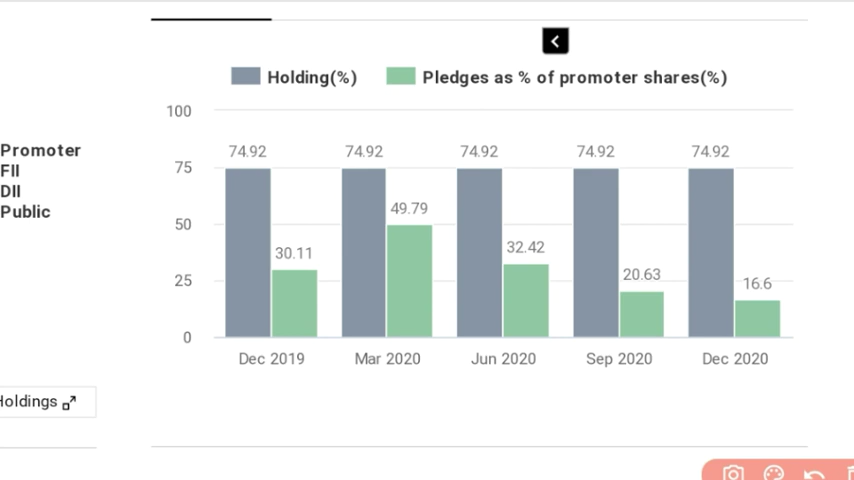 Holding(%) Pledges as % of promoter shares(%)
100
75
50
25
0
74.92 74.92 74.92 74.92 74.92
30.11 49.79 32.42 20.63 16.6
Dec 2019 Mar 2020 Jun 2020 Sep 2020 Dec 2020
Promoter
FII
DII
Public
Holdings